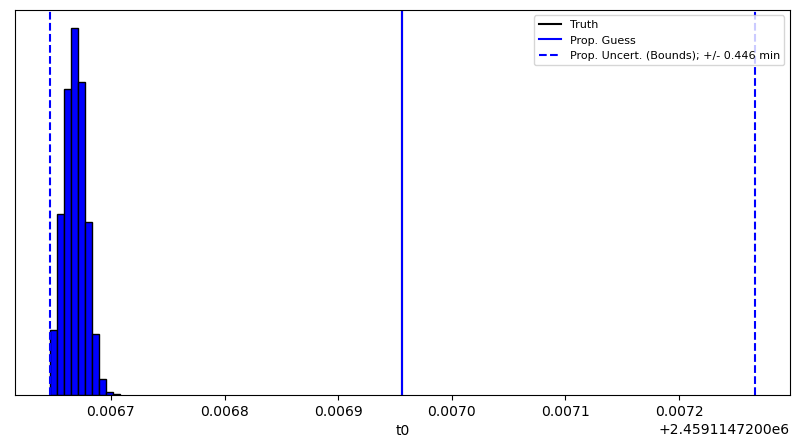 Truth
Prop. Guess
Prop. Uncert. (Bounds); +/- 0.446 min
0.0067 0.0068 0.0069 0.0070 0.0071 0.0072
t0 +2.4591147200e6